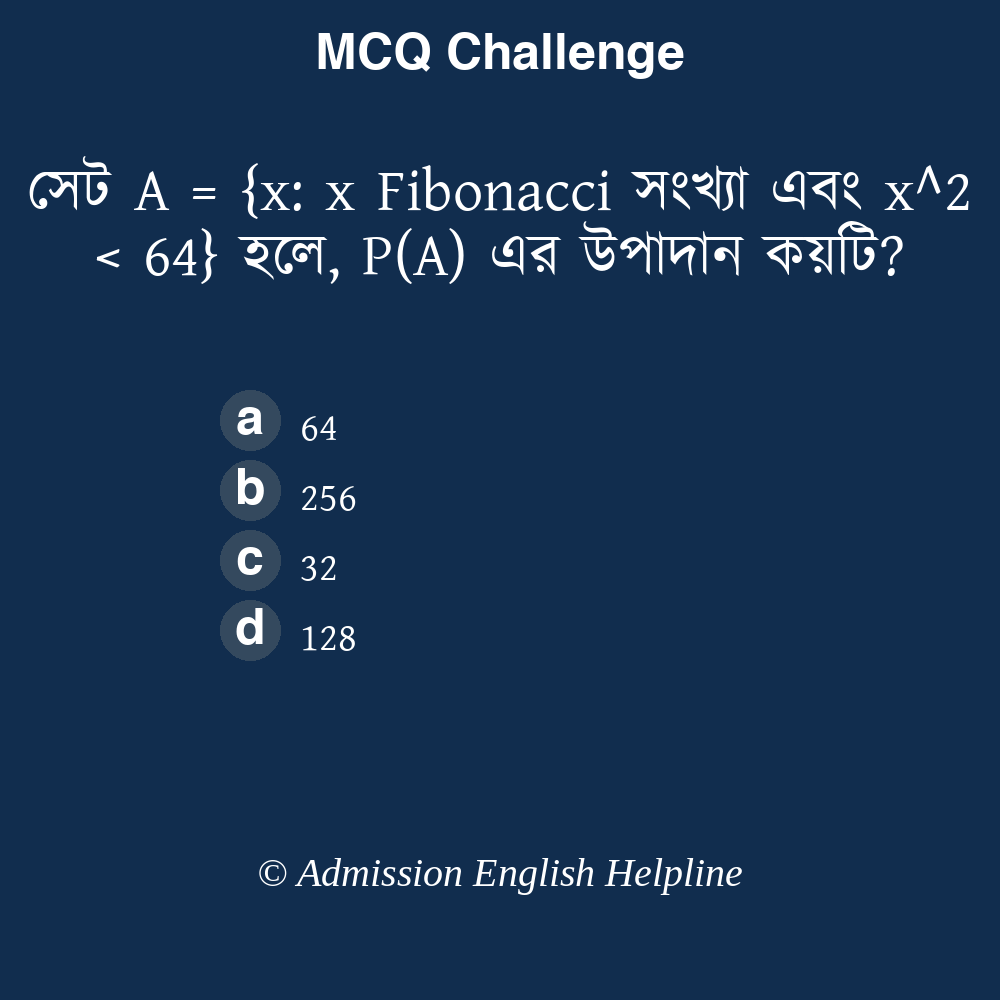 MCQ Challenge
সেট A = {x: x Fibonacci সংখ্যা এবং x^2
< 64} হলে, P(A) এর উপাদান কয়টি?
a 64
b 256
c 32
d 128
© Admission English Helpline